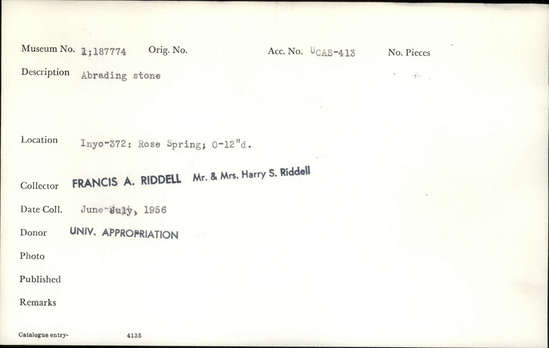 Museum No. 1;187774 Orig. No. Acc. No. UCAS-413 No. Pieces
Description Abrading stone
Location Inyo-372; Rose Spring; 0-12"d.
Collector FRANCIS A. RIDDELL Mr. & Mrs. Harry S. Riddell
Date Coll. June-July, 1956
Donor UNIV. APPROPRIATION
Photo
Published
Remarks
Catalogue entry- 4135